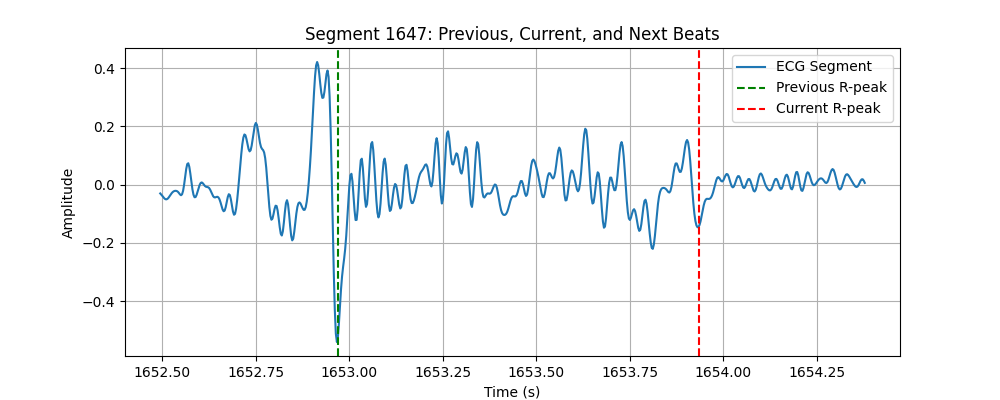 Segment 1647: Previous, Current, and Next Beats
ECG Segment
Previous R-peak
Current R-peak
Amplitude
0.4
0.2
0.0
−0.2
−0.4
1652.50 1652.75 1653.00 1653.25 1653.50 1653.75 1654.00 1654.25
Time (s)